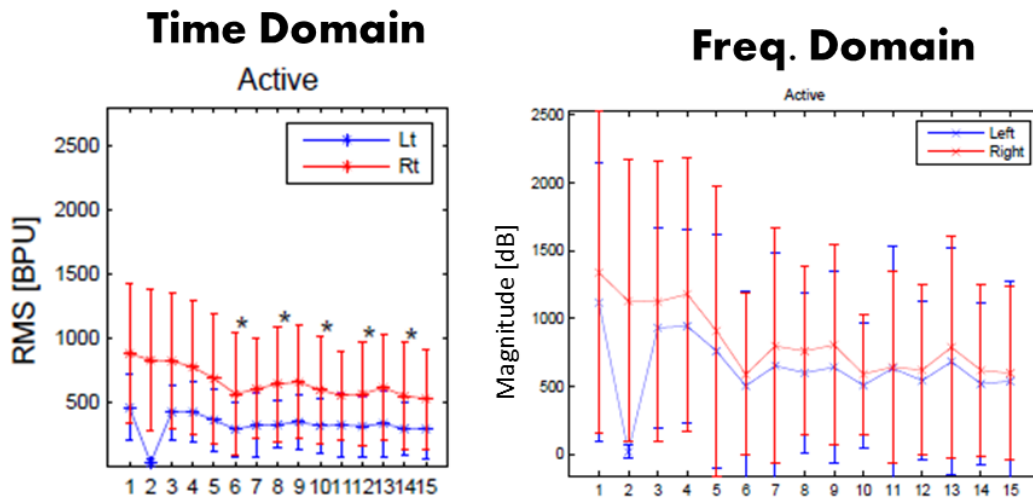 Time Domain
Active
RMS [BPU]
2500
2000
1500
1000
500
Lt
Rt
* * * * *
1 2 3 4 5 6 7 8 9 10 11 12 13 14 15
Freq. Domain
Active
Magnitude [dB]
2500
2000
1500
1000
500
0
Left
Right
1 2 3 4 5 6 7 8 9 10 11 12 13 14 15